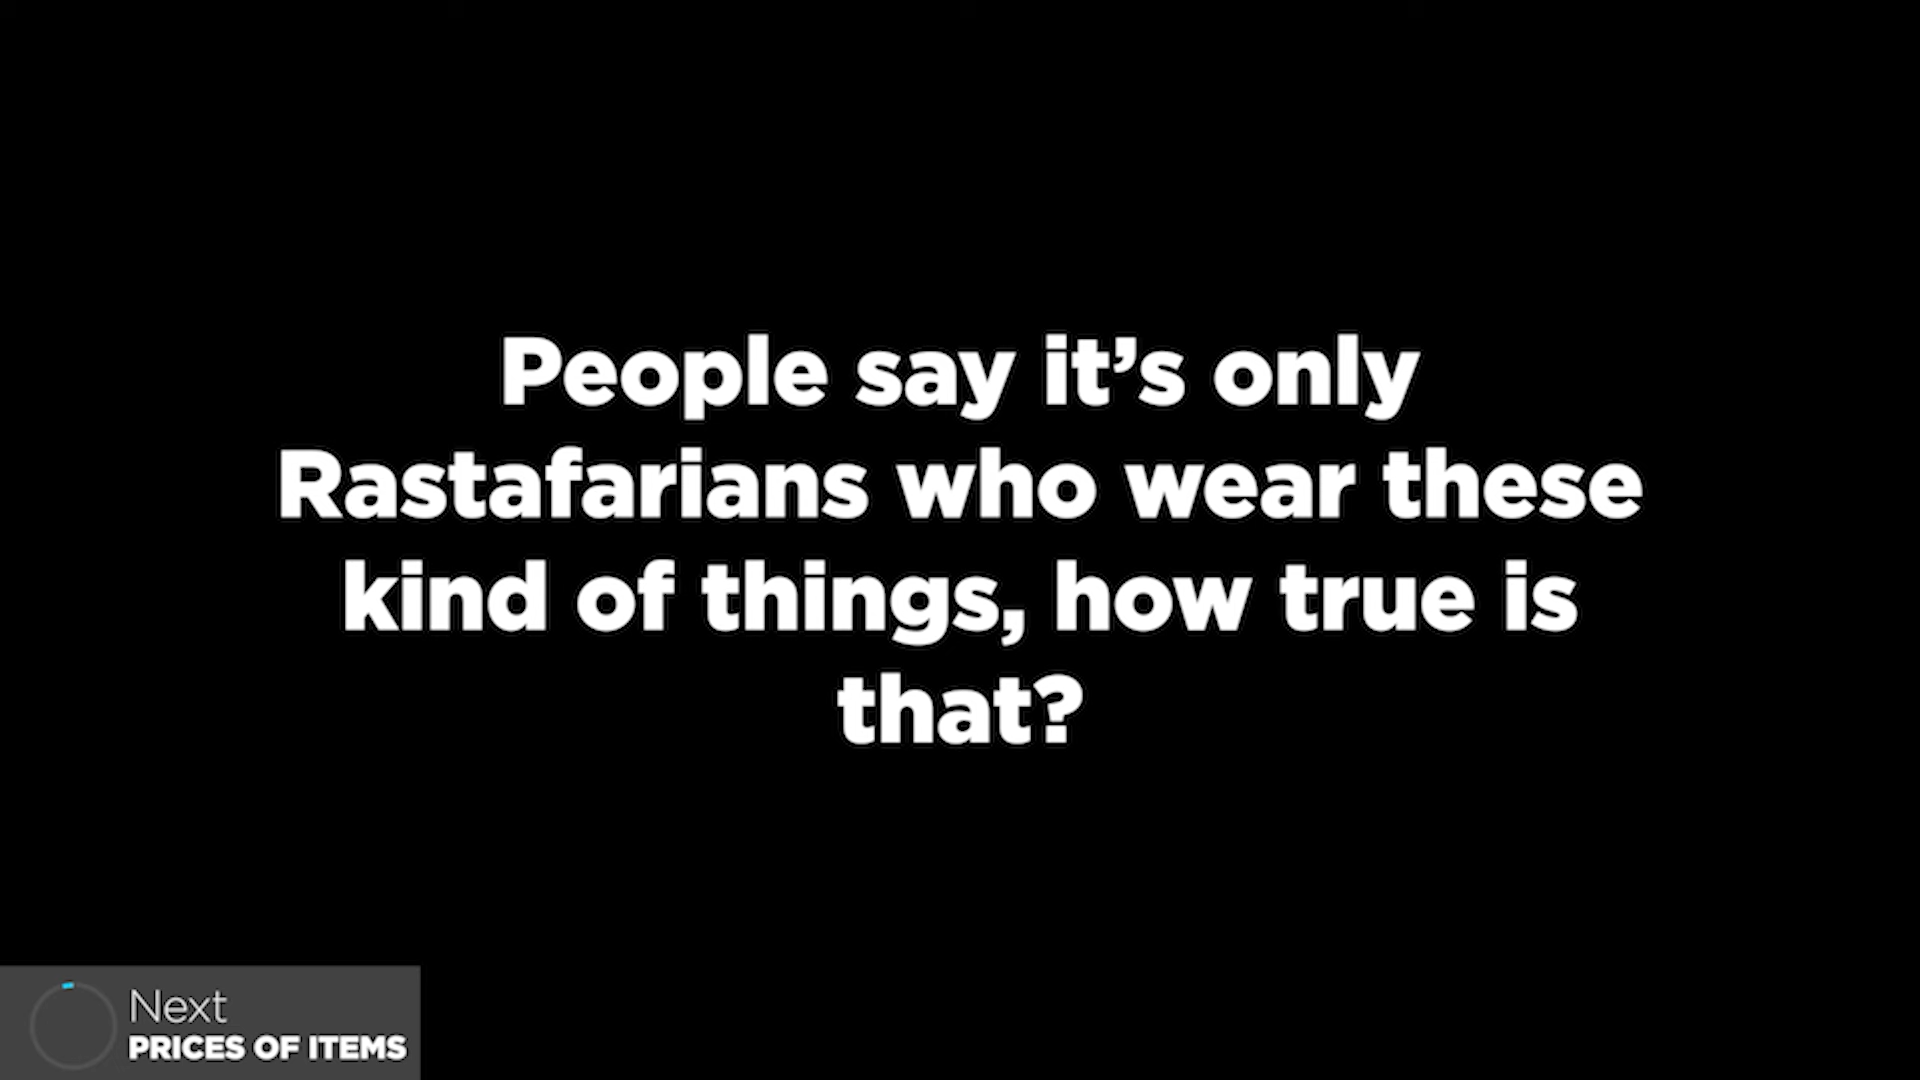 People say it’s only
Rastafarians who wear these
kind of things, how true is
that?
Next
PRICES OF ITEMS